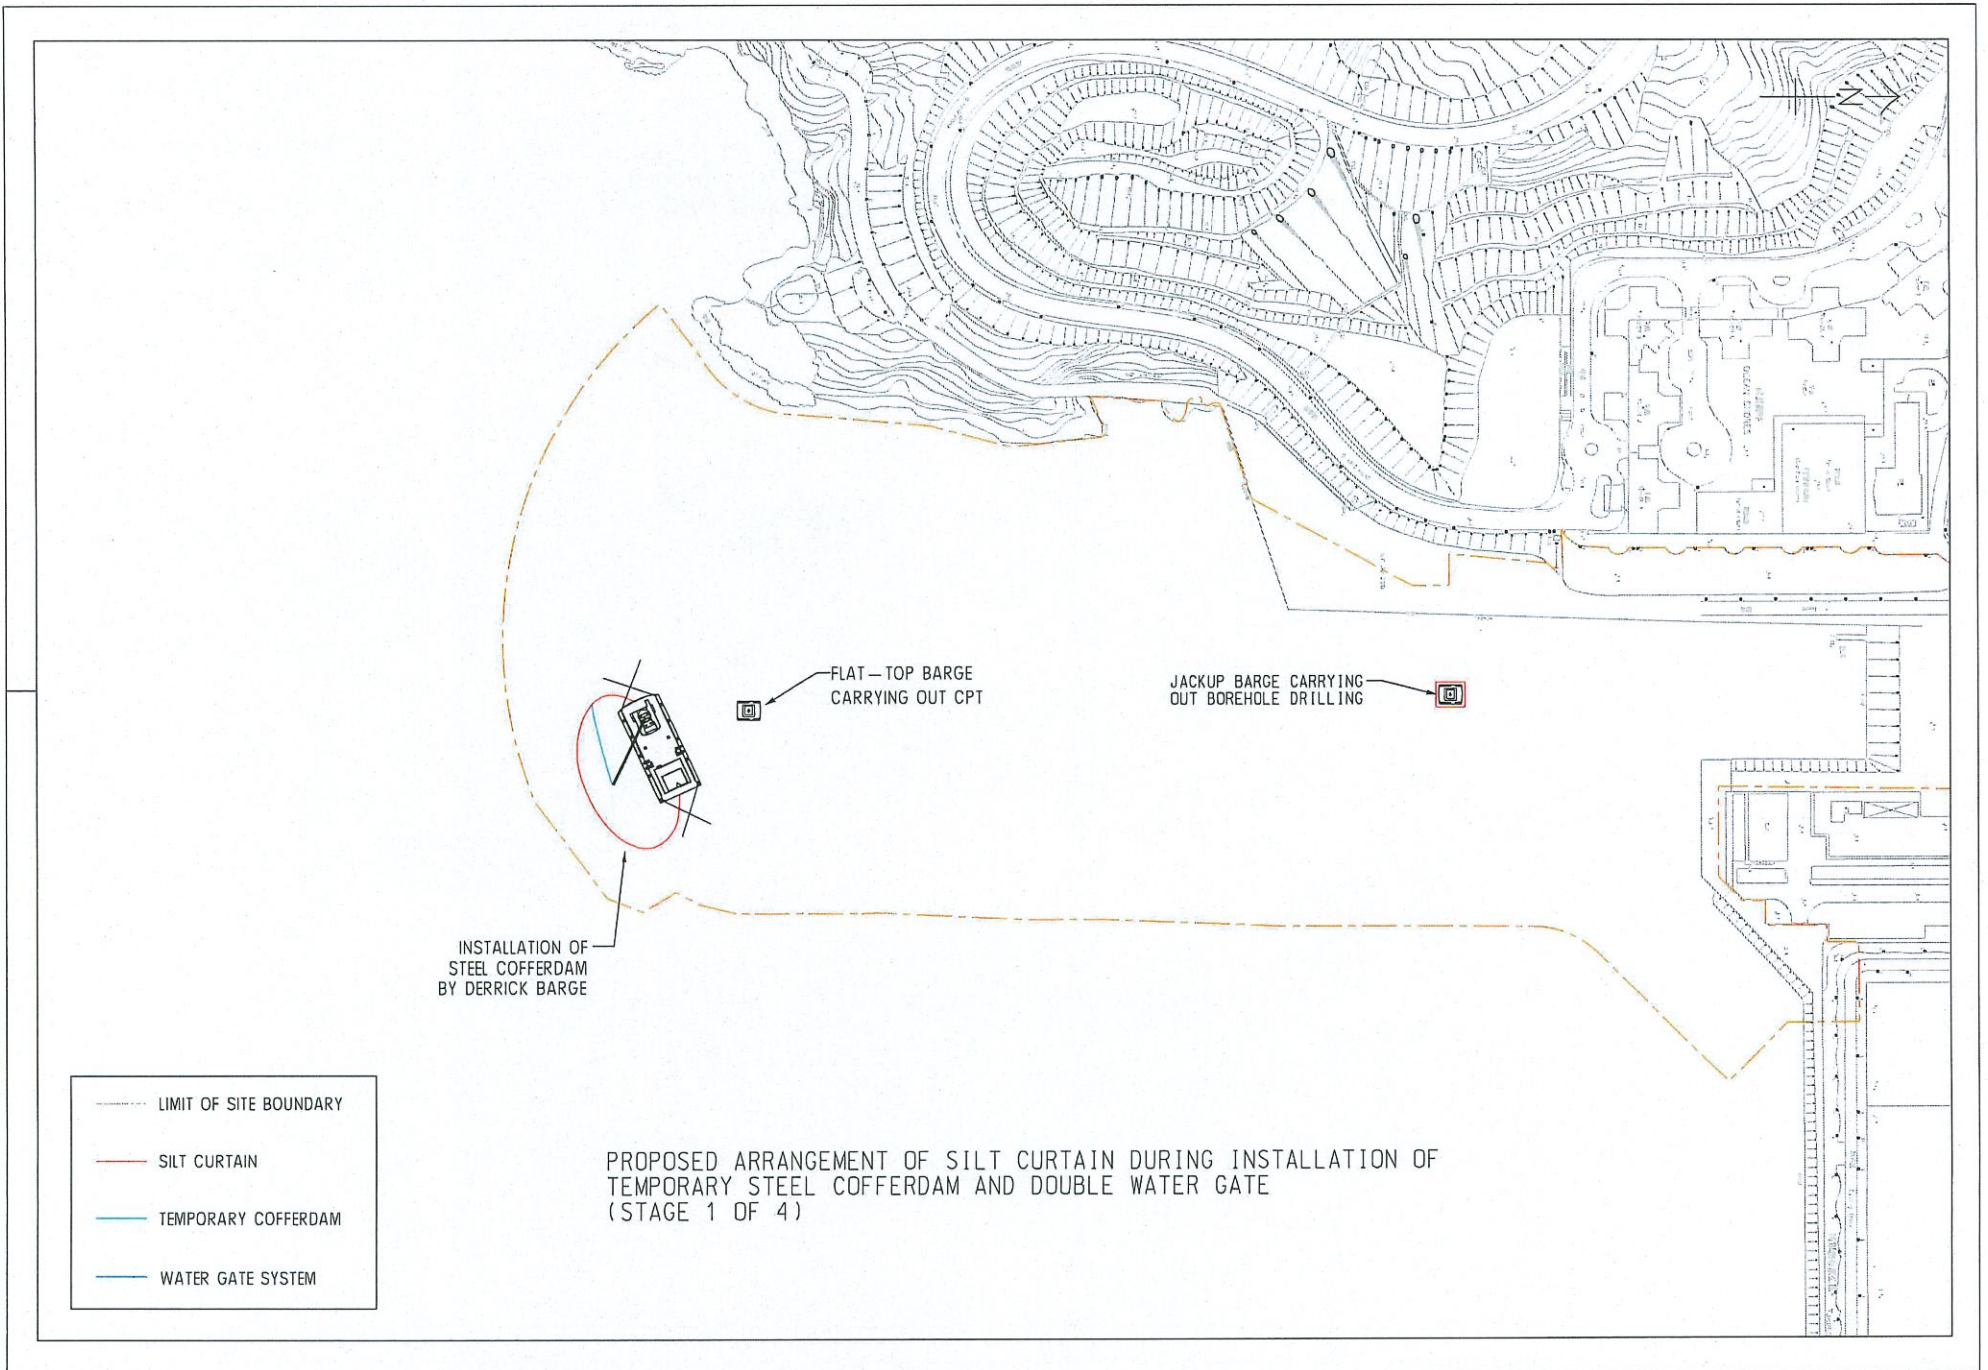 N
FLAT-TOP BARGE
CARRYING OUT CPT
JACKUP BARGE CARRYING
OUT BOREHOLE DRILLING
INSTALLATION OF
STEEL COFFERDAM
BY DERRICK BARGE
LIMIT OF SITE BOUNDARY
SILT CURTAIN
TEMPORARY COFFERDAM
WATER GATE SYSTEM
PROPOSED ARRANGEMENT OF SILT CURTAIN DURING INSTALLATION OF
TEMPORARY STEEL COFFERDAM AND DOUBLE WATER GATE
(STAGE 1 OF 4)